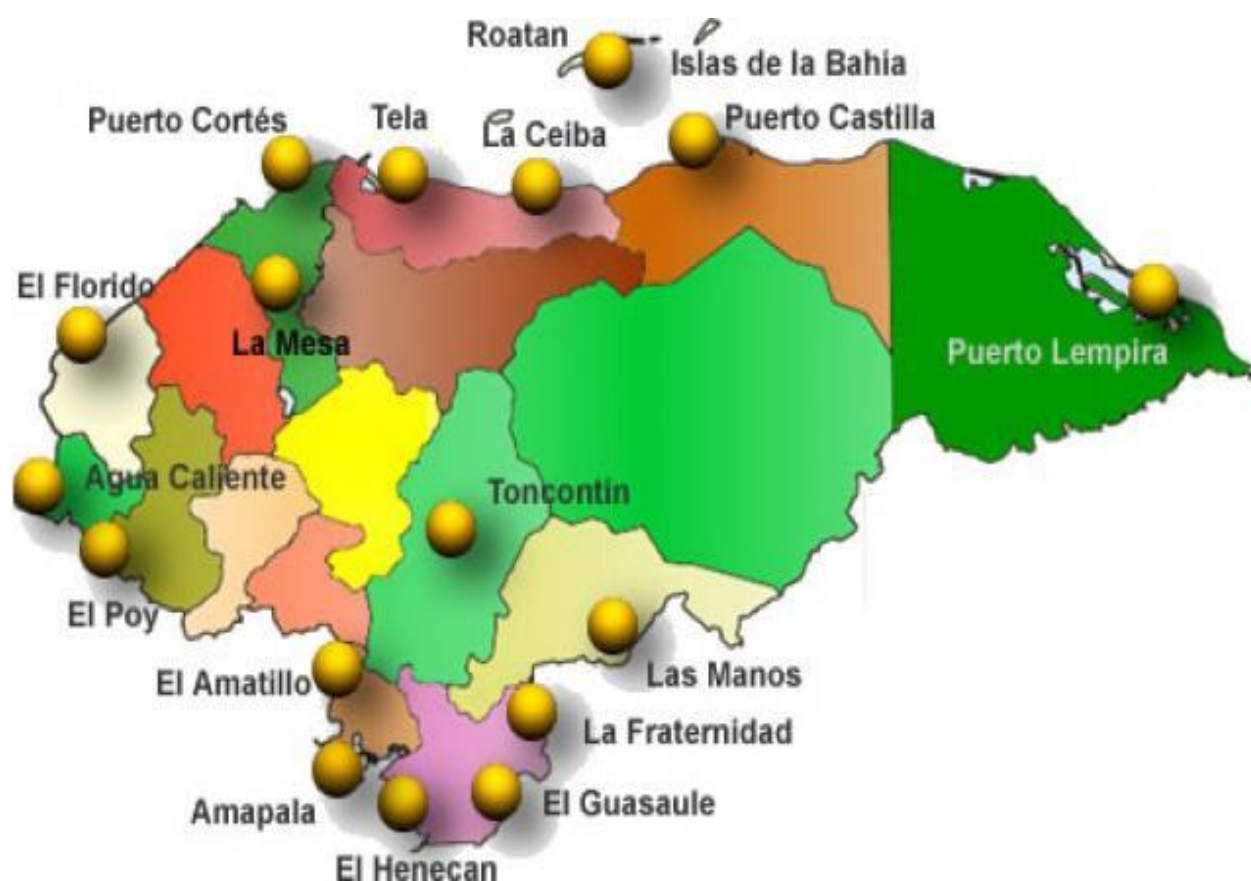 Roatan
Islas de la Bahia
Puerto Cortés
Tela
La Ceiba
Puerto Castilla
El Florido
La Mesa
Puerto Lempira
Agua Caliente
Toncontin
El Poy
El Amatillo
Las Manos
La Fraternidad
Amapala
El Guasaule
El Henecan